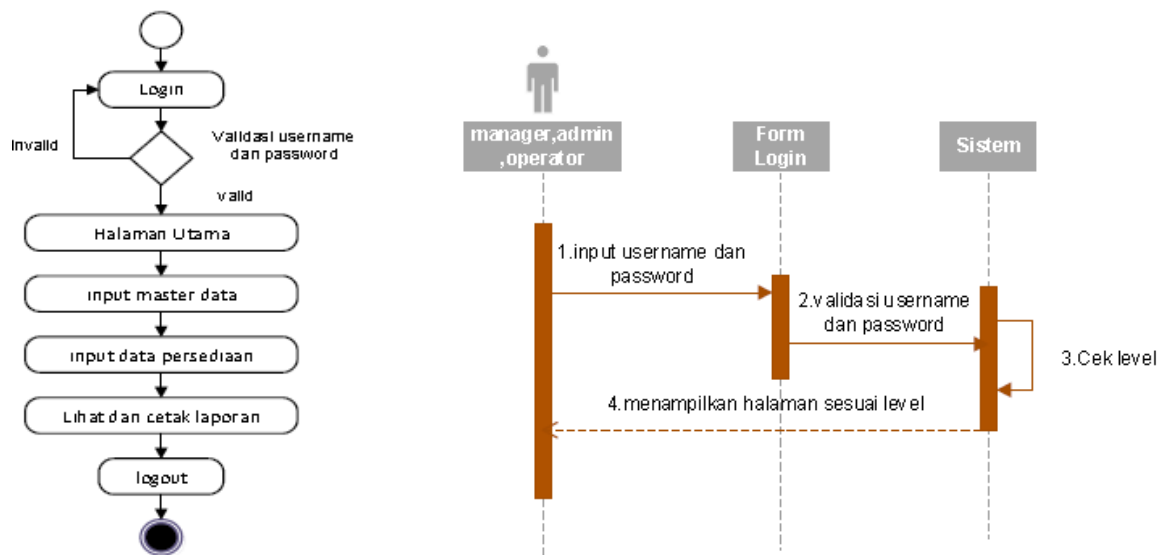 Login
Invalid
Validasi username
dan password
valid
Halaman Utama
Input master data
Input data persediaan
Lihat dan cetak laporan
logout
manager,admin
,operator
Form
Login
Sistem
1.input username dan
password
2.validasi username
dan password
3.Cek level
4.menampilkan halaman sesuai level